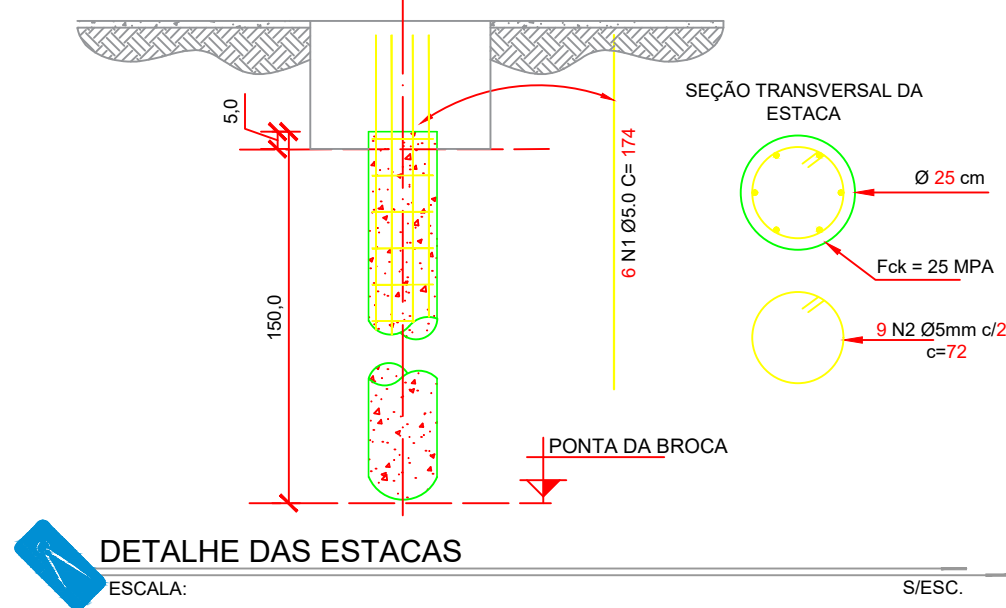 5,0
150,0
6 N1 Ø5.0 C= 174
SEÇÃO TRANSVERSAL DA
ESTACA
Ø 25 cm
Fck = 25 MPA
9 N2 Ø5mm c/2
c=72
PONTA DA BROCA
DETALHE DAS ESTACAS
ESCALA:
S/ESC.